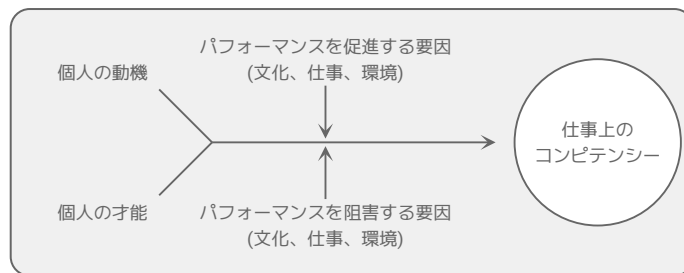 パフォーマンスを促進する要因
(文化、仕事、環境)
個人の動機
仕事上の
コンピテンシー
個人の才能
パフォーマンスを阻害する要因
(文化、仕事、環境)